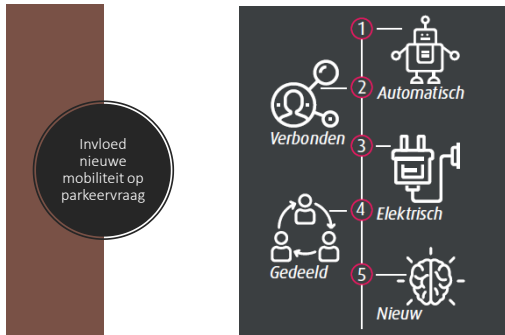 Invloed
nieuwe
mobiliteit op
parkeervraag
1
Automatisch
2
Verbonden
3
Elektrisch
4
Gedeeld
5
Nieuw